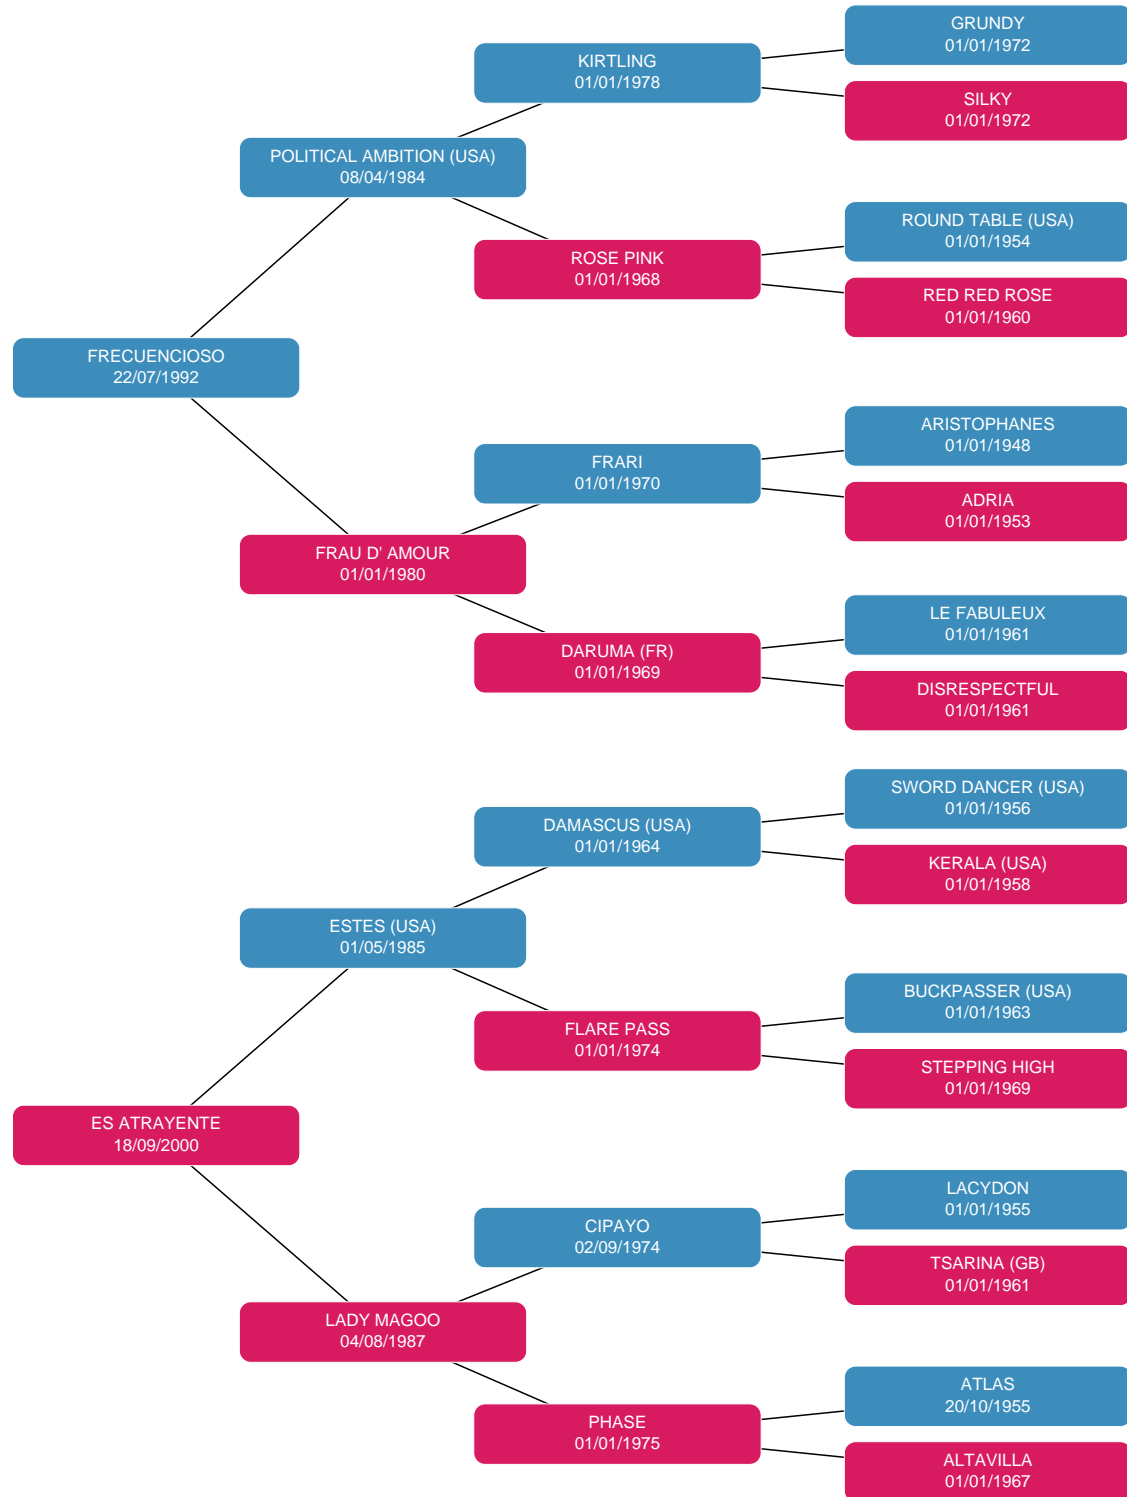 GRUNDY
01/01/1972
KIRTLING
01/01/1978
SILKY
01/01/1972
POLITICAL AMBITION (USA)
08/04/1984
ROUND TABLE (USA)
01/01/1954
ROSE PINK
01/01/1968
RED RED ROSE
01/01/1960
FRECUENCIOSO
22/07/1992
ARISTOPHANES
01/01/1948
FRARI
01/01/1970
ADRIA
01/01/1953
FRAU D' AMOUR
01/01/1980
LE FABULEUX
01/01/1961
DARUMA (FR)
01/01/1969
DISRESPECTFUL
01/01/1961
SWORD DANCER (USA)
01/01/1956
DAMASCUS (USA)
01/01/1964
KERALA (USA)
01/01/1958
ESTES (USA)
01/05/1985
BUCKPASSER (USA)
01/01/1963
FLARE PASS
01/01/1974
STEPPING HIGH
01/01/1969
ES ATRAYENTE
18/09/2000
LACYDON
01/01/1955
CIPAYO
02/09/1974
TSARINA (GB)
01/01/1961
LADY MAGOO
04/08/1987
ATLAS
20/10/1955
PHASE
01/01/1975
ALTAVILLA
01/01/1967